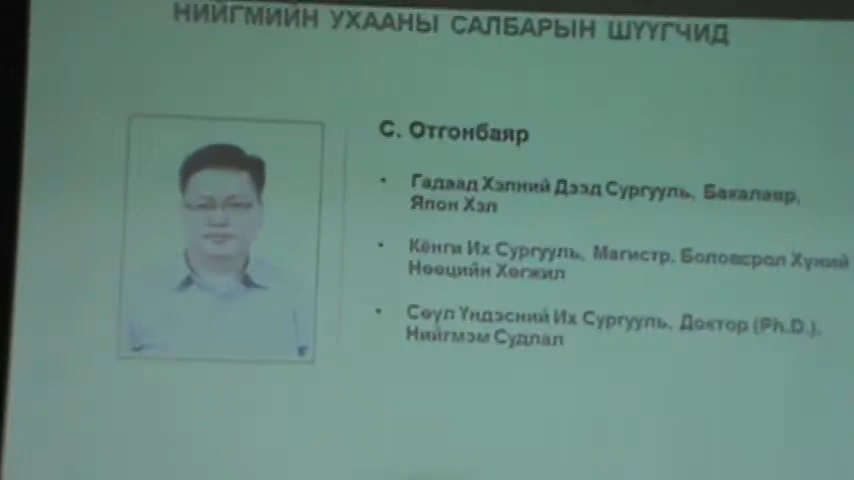 НИЙГМИЙН УХААНЫ САЛБАРЫН ШҮҮГЧИД
С. Отгонбаяр
• Гадаад Хэлний Дээд Сургууль, Бакалавр,
Япон Хэл
• Кёнги Их Сургууль, Магистр, Боловсрол Хүний
Нөөцийн Хөгжил
• Сөүл Үндэсний Их Сургууль, Доктор (Ph.D.),
Нийгмэм Судлал